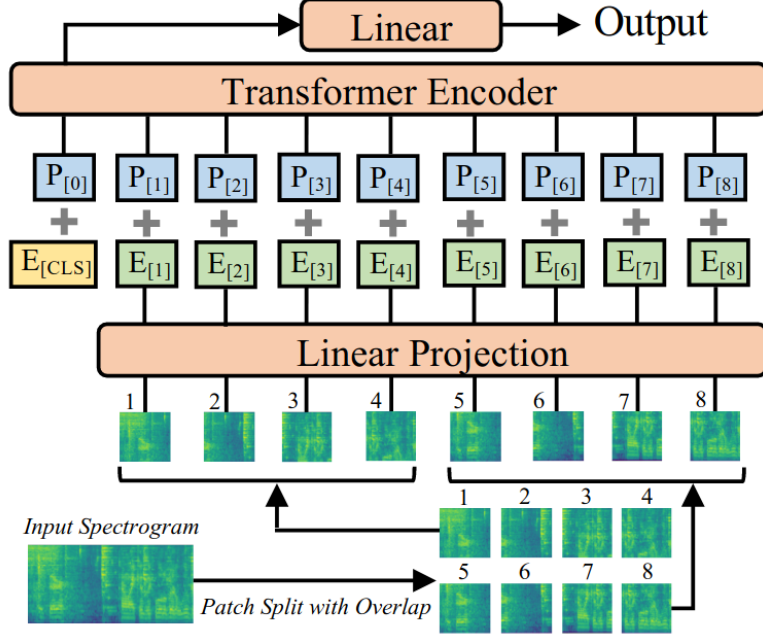 Linear
Output
Transformer Encoder
P[0] P[1] P[2] P[3] P[4] P[5] P[6] P[7] P[8]
+ + + + + + + + +
E[CLS] E[1] E[2] E[3] E[4] E[5] E[6] E[7] E[8]
Linear Projection
1 2 3 4 5 6 7 8
1 2 3 4
Input Spectrogram
5 6 7 8
Patch Split with Overlap